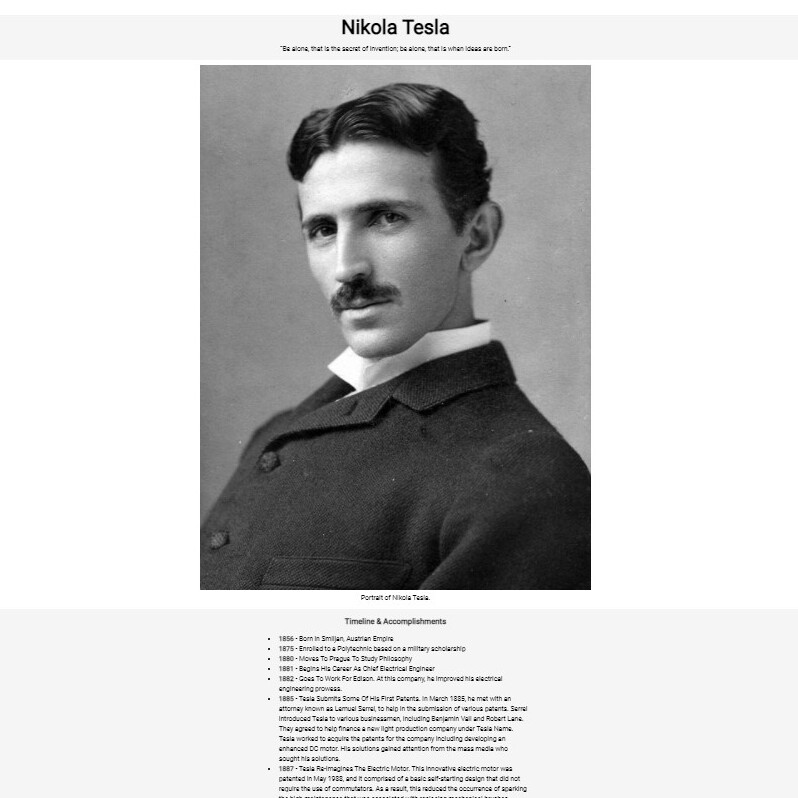 Nikola Tesla
"Be alone, that is the secret of invention; be alone, that is when ideas are born."
Portrait of Nikola Tesla.
Timeline & Accomplishments
• 1856 - Born In Smiljan, Austrian Empire
• 1875 - Enrolled to a Polytechnic based on a military scholarship
• 1880 - Moves To Prague To Study Philosophy
• 1881 - Begins His Career As Chief Electrical Engineer
• 1882 - Goes To Work For Edison. At this company, he improved his electrical
engineering prowess.
• 1885 - Tesla Submits Some Of His First Patents. In March 1885, he met with an
attorney known as Lemuel Serrel, to help in the submission of various patents. Serrel
introduced Tesla to various businessmen, including Benjamin Vail and Robert Lane.
They agreed to help finance a new light production company under Tesla Name.
Tesla worked to acquire the patents for the company including developing an
enhanced DC motor. His solutions gained attention from the mass media who
sought his solutions.
• 1887 - Tesla Re-Imagines The Electric Motor. This innovative electric motor was
patented in May 1988, and it comprised of a basic self-starting design that did not
require the use of commutators. As a result, this reduced the occurrence of sparking